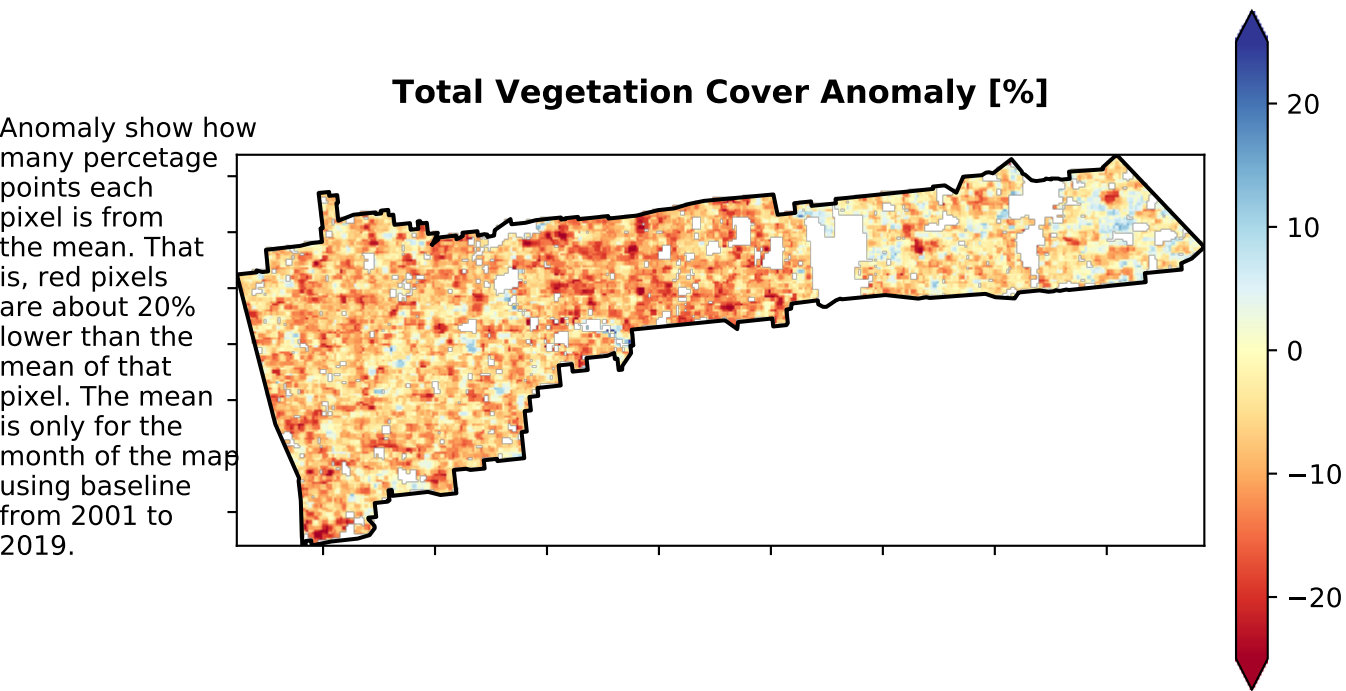 Total Vegetation Cover Anomaly [%]
Anomaly show how
many percetage
points each
pixel is from
the mean. That
is, red pixels
are about 20%
lower than the
mean of that
pixel. The mean
is only for the
month of the map
using baseline
from 2001 to
2019.
20
10
0
−10
−20